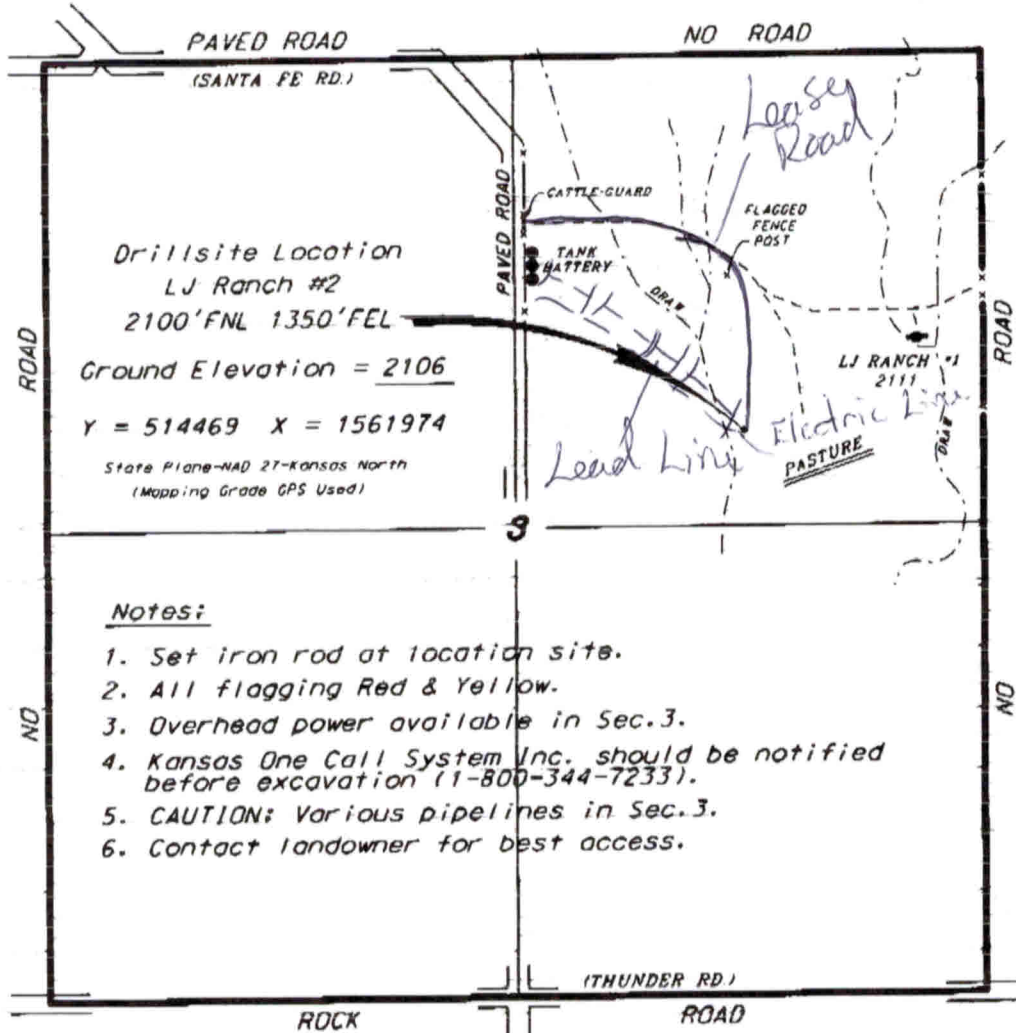 PAVED ROAD
NO ROAD
(SANTA FE RD.)
Lease
Road
PAVED ROAD
CATTLE-GUARD
FLAGGED
FENCE
POST
TANK
BATTERY
DRAW
Drillsite Location
LJ Ranch #2
2100'FNL 1350'FEL
Ground Elevation = 2106
Y = 514469 X = 1561974
State Plane-NAD 27-Kansas North
(Mapping Grade GPS Used)
ROAD
ROAD
LJ RANCH #1
2111
DRAW
Lead Line
Electric Line
PASTURE
3
Notes:
1. Set iron rod at location site.
2. All flagging Red & Yellow.
3. Overhead power available in Sec.3.
4. Kansas One Call System Inc. should be notified
before excavation (1-800-344-7233).
5. CAUTION: Various pipelines in Sec.3.
6. Contact landowner for best access.
NO
NO
(THUNDER RD.)
ROCK
ROAD